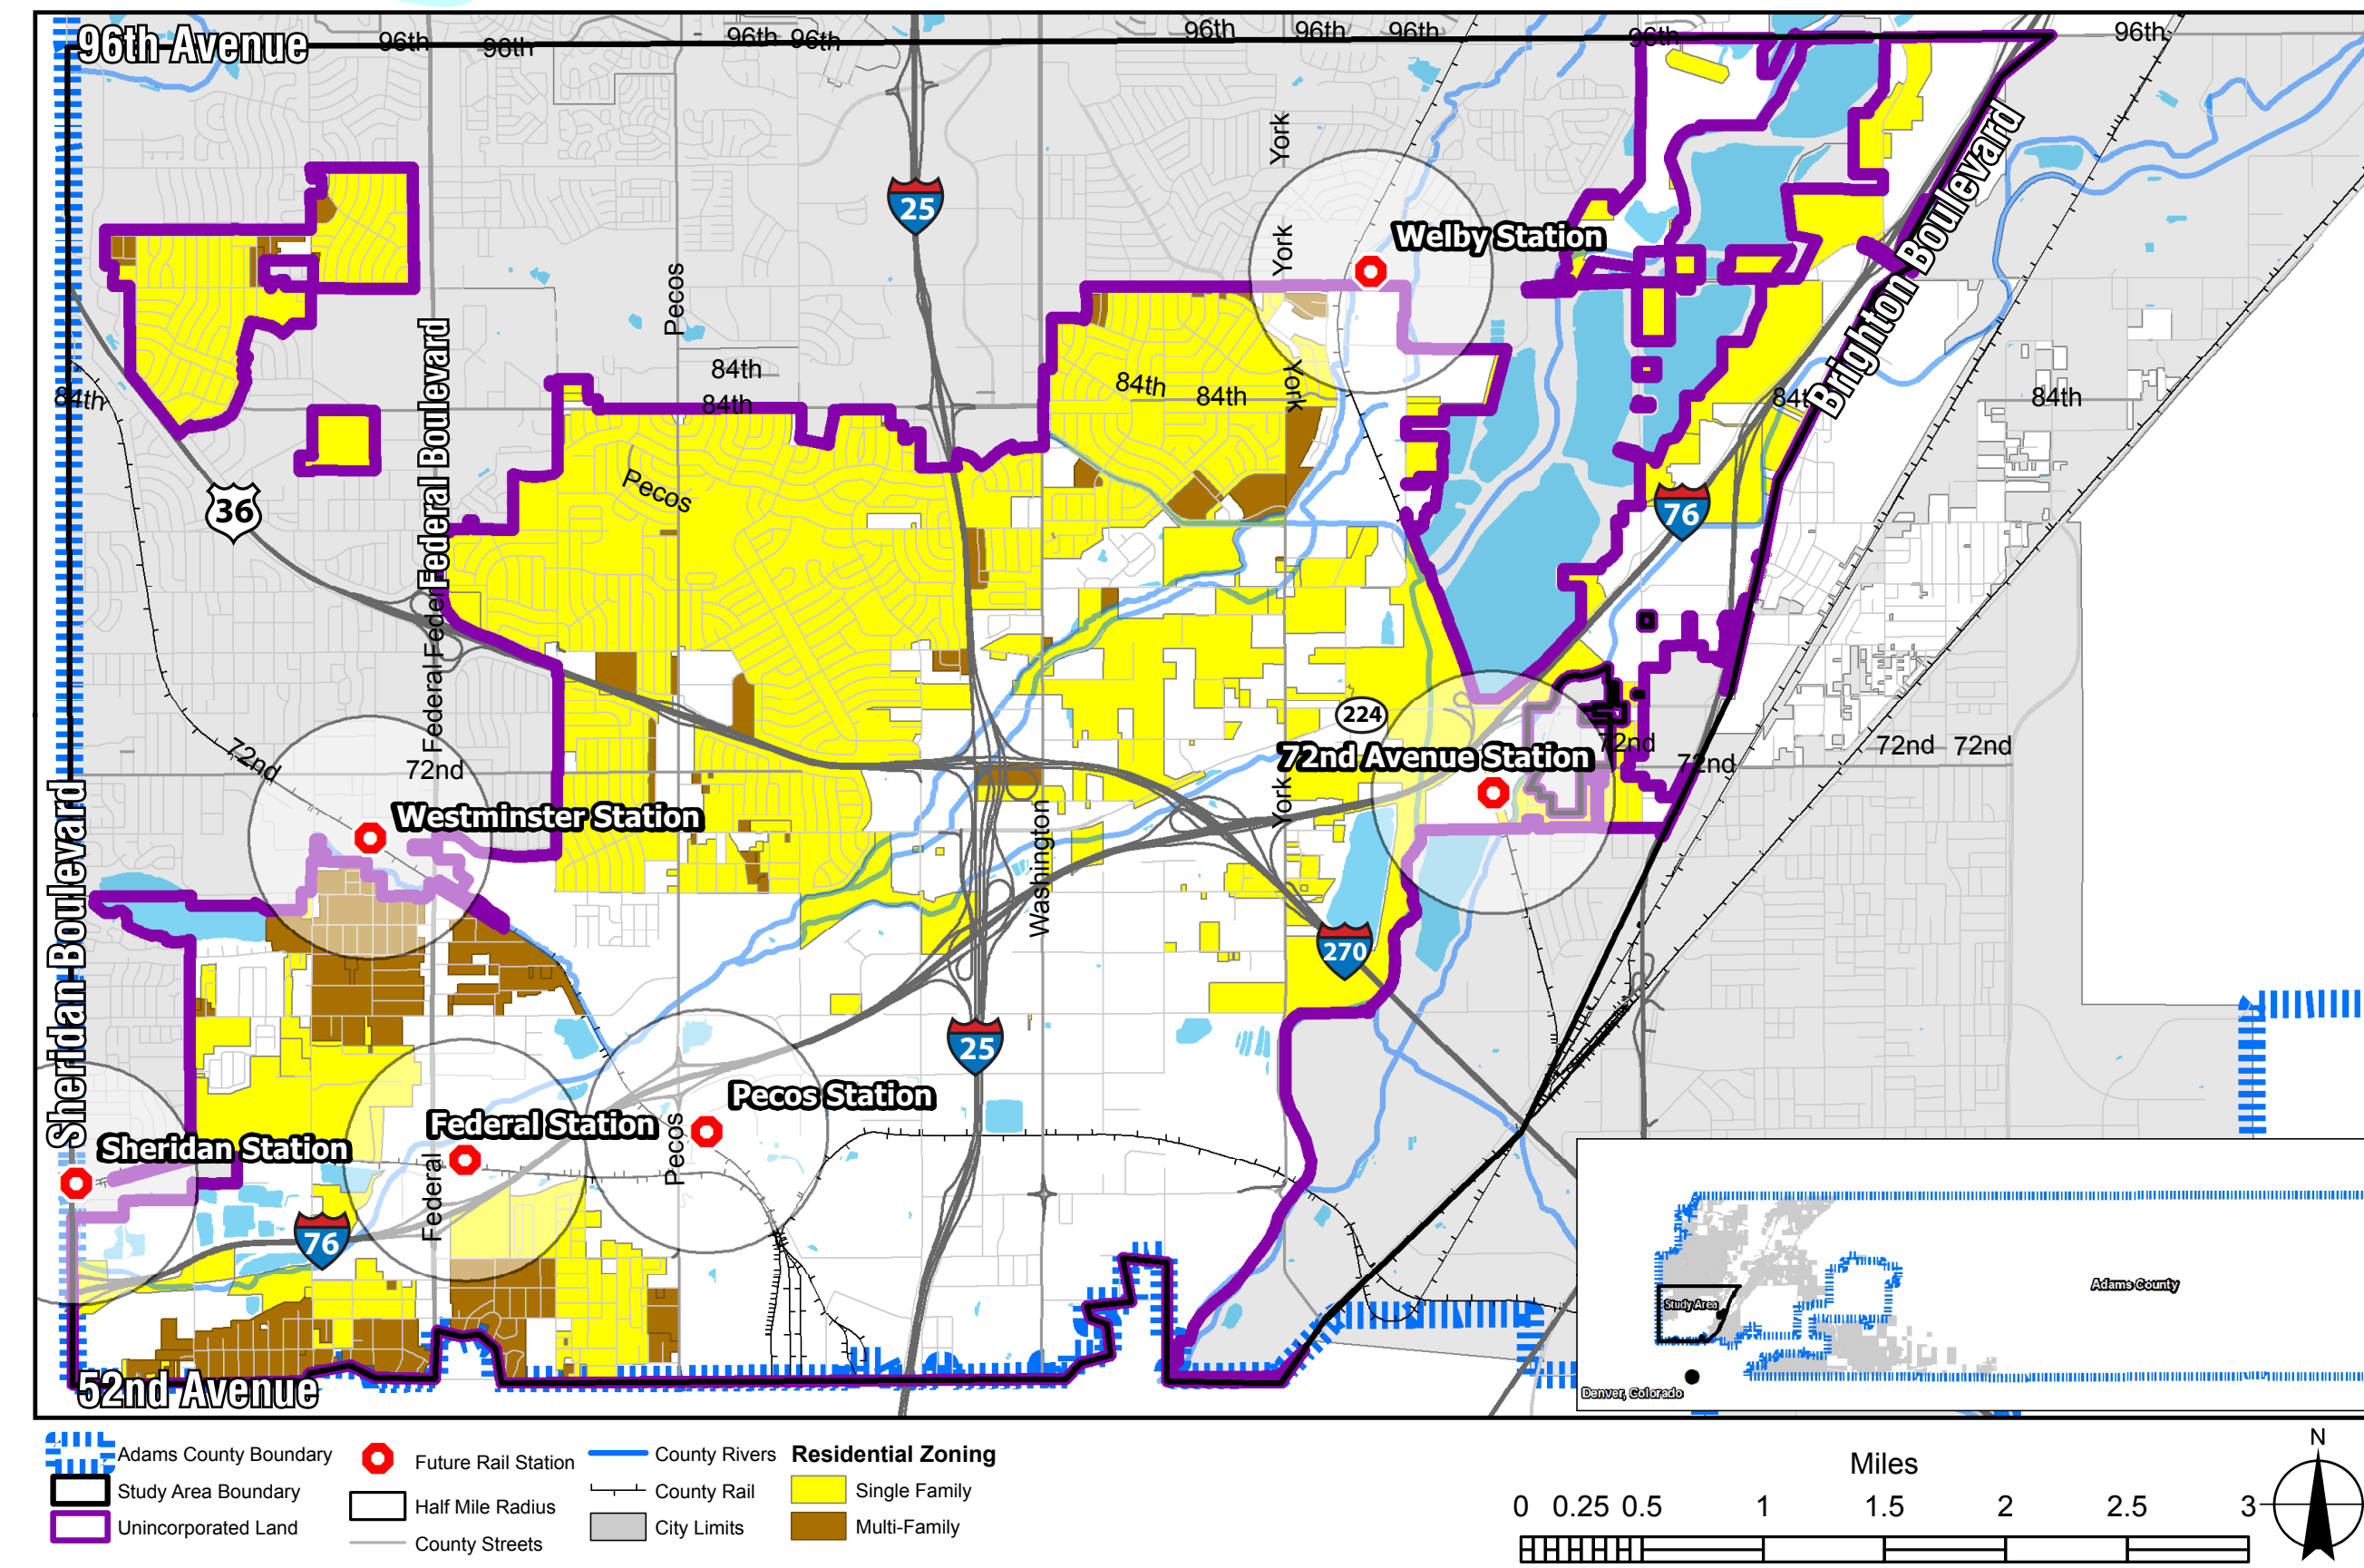 96th Avenue
96th
96th
96th
96th
96th
96th
96th
96th
96th
York
25
York
Welby Station
Brighton Boulevard
Pecos
Federal Boulevard
84th
84th
84th
84th
84th
York
84th
84th
Pecos
36
76
Federal
Federal
72nd
72nd
224
72nd Avenue Station
72nd
72nd
72nd
72nd
Westminster Station
York
Washington
Sheridan Boulevard
270
25
Pecos Station
Federal Station
Pecos
Sheridan Station
Federal
76
52nd Avenue
Study Area
Adams County
Denver, Colorado
Adams County Boundary
Study Area Boundary
Unincorporated Land
Future Rail Station
Half Mile Radius
County Streets
County Rivers
County Rail
City Limits
Residential Zoning
Single Family
Multi-Family
Miles
0 0.25 0.5 1 1.5 2 2.5 3
N